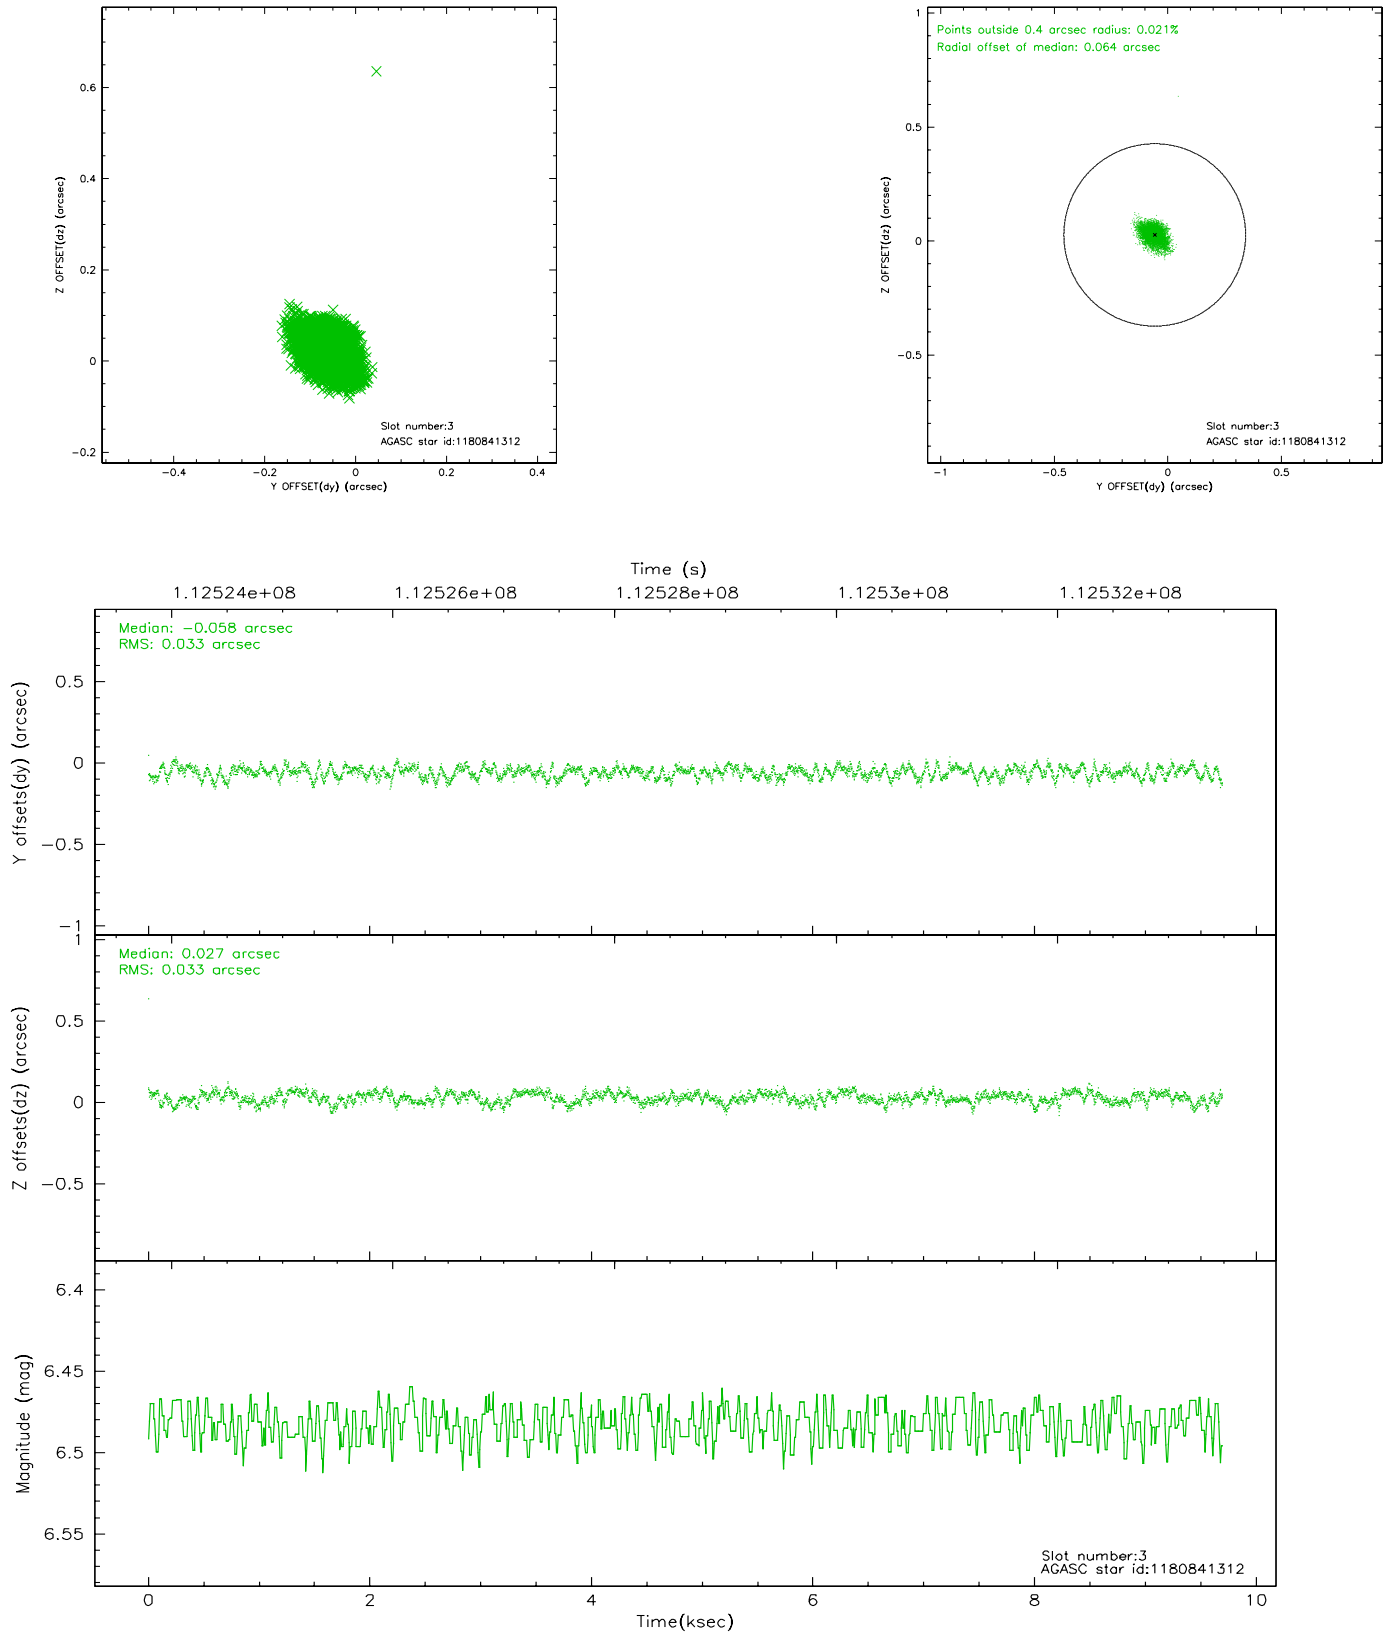 0.6
0.4
0.2
0
−0.2
Z OFFSET(dz) (arcsec)
−0.4
−0.2
0
0.2
0.4
Y OFFSET(dy) (arcsec)
Slot number:3
AGASC star id:1180841312
Points outside 0.4 arcsec radius: 0.021%
Radial offset of median: 0.064 arcsec
1
0.5
0
−0.5
Z OFFSET(dz) (arcsec)
−1
−0.5
0
0.5
Y OFFSET(dy) (arcsec)
Slot number:3
AGASC star id:1180841312
Time (s)
1.12524e+08
1.12526e+08
1.12528e+08
1.1253e+08
1.12532e+08
Median: −0.058 arcsec
RMS: 0.033 arcsec
0.5
0
−0.5
−1
Y offsets(dy) (arcsec)
Median: 0.027 arcsec
RMS: 0.033 arcsec
1
0.5
0
−0.5
Z offsets(dz) (arcsec)
6.4
6.45
6.5
6.55
Magnitude (mag)
Slot number:3
AGASC star id:1180841312
0
2
4
6
8
10
Time(ksec)